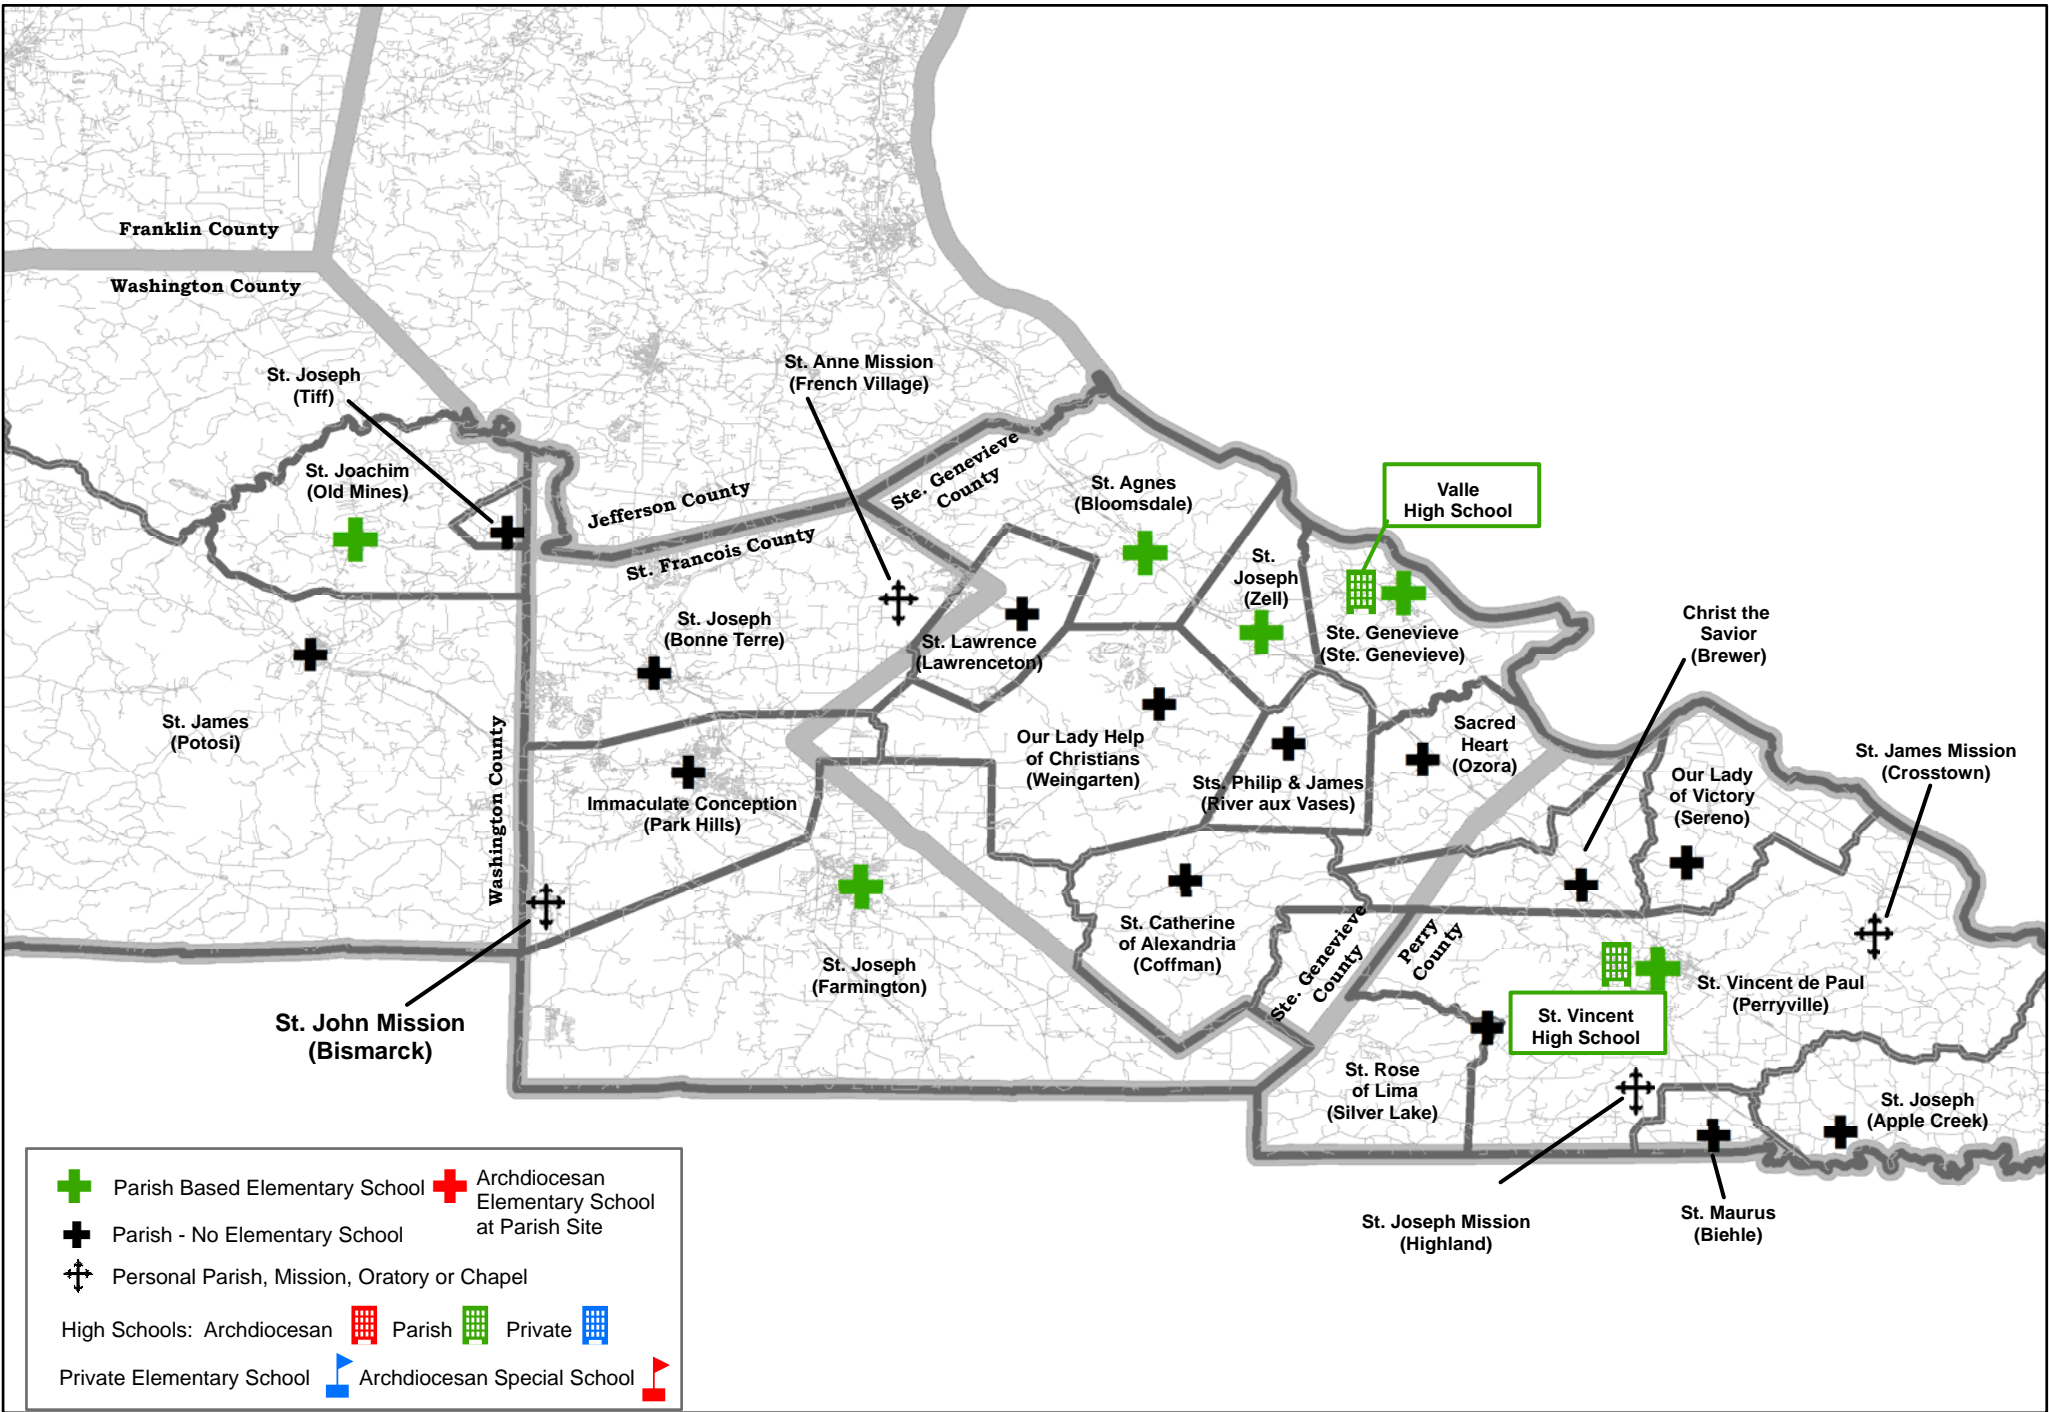 Franklin County
Washington County
St. Joseph
(Tiff)
St. Anne Mission
(French Village)
St. Joachim
(Old Mines)
Jefferson County
St. Francois County
Ste. Genevieve
County
St. Agnes
(Bloomsdale)
Valle
High School
St.
Joseph
(Zell)
Ste. Genevieve
(Ste. Genevieve)
Christ the
Savior
(Brewer)
St. Joseph
(Bonne Terre)
St. Lawrence
(Lawrenceton)
St. James
(Potosi)
Washington County
Our Lady Help
of Christians
(Weingarten)
Sts. Philip & James
(River aux Vases)
Sacred
Heart
(Ozora)
Our Lady
of Victory
(Sereno)
St. James Mission
(Crosstown)
Immaculate Conception
(Park Hills)
St. Catherine
of Alexandria
(Coffman)
Ste. Genevieve
County
Perry
County
St. Joseph
(Farmington)
St. Vincent de Paul
(Perryville)
St. Vincent
High School
St. John Mission
(Bismarck)
St. Rose
of Lima
(Silver Lake)
St. Joseph
(Apple Creek)
St. Joseph Mission
(Highland)
St. Maurus
(Biehle)
Parish Based Elementary School
Archdiocesan
Elementary School
at Parish Site
Parish - No Elementary School
Personal Parish, Mission, Oratory or Chapel
High Schools: Archdiocesan Parish Private
Private Elementary School Archdiocesan Special School